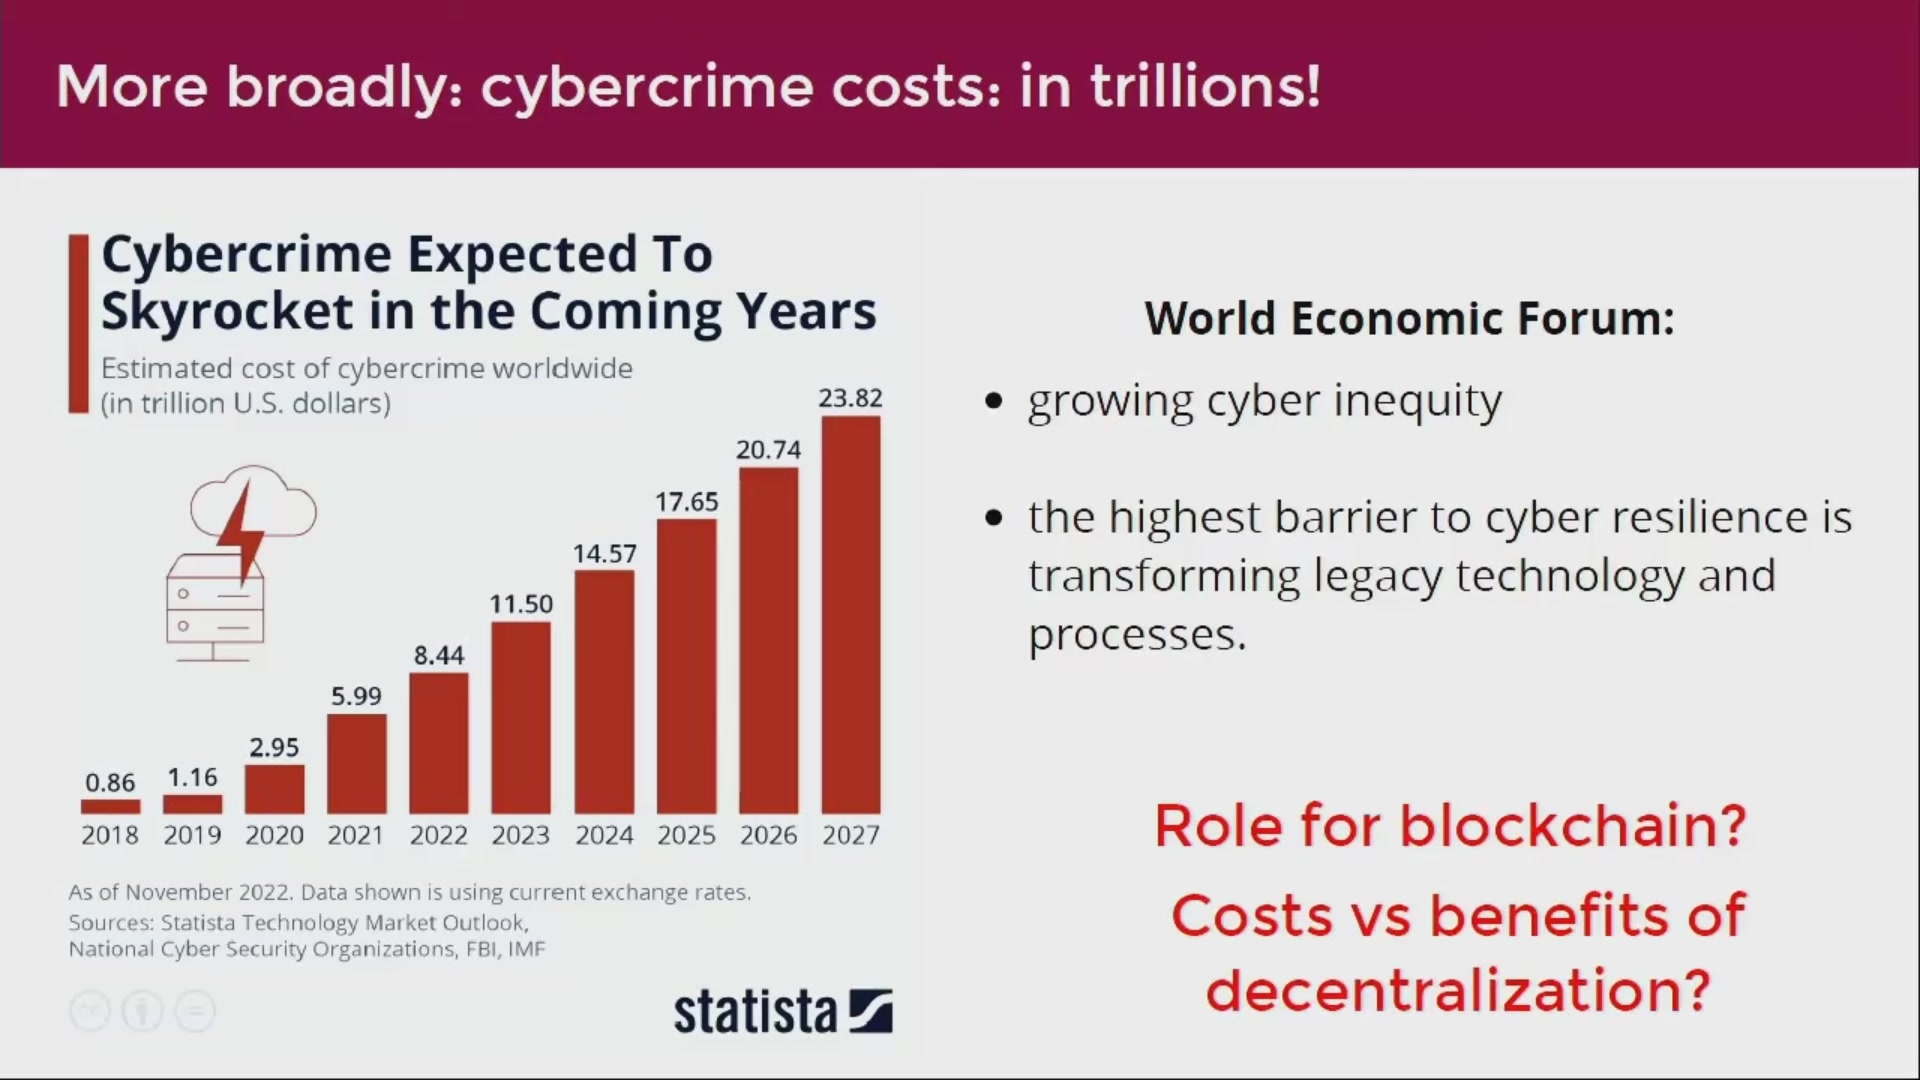 More broadly: cybercrime costs: in trillions!
Cybercrime Expected To
Skyrocket in the Coming Years
Estimated cost of cybercrime worldwide
(in trillion U.S. dollars)
0.86
1.16
2.95
5.99
8.44
11.50
14.57
17.65
20.74
23.82
2018 2019 2020 2021 2022 2023 2024 2025 2026 2027
As of November 2022. Data shown is using current exchange rates.
Sources: Statista Technology Market Outlook,
National Cyber Security Organizations, FBI, IMF
statista
World Economic Forum:
• growing cyber inequity
• the highest barrier to cyber resilience is
transforming legacy technology and
processes.
Role for blockchain?
Costs vs benefits of
decentralization?